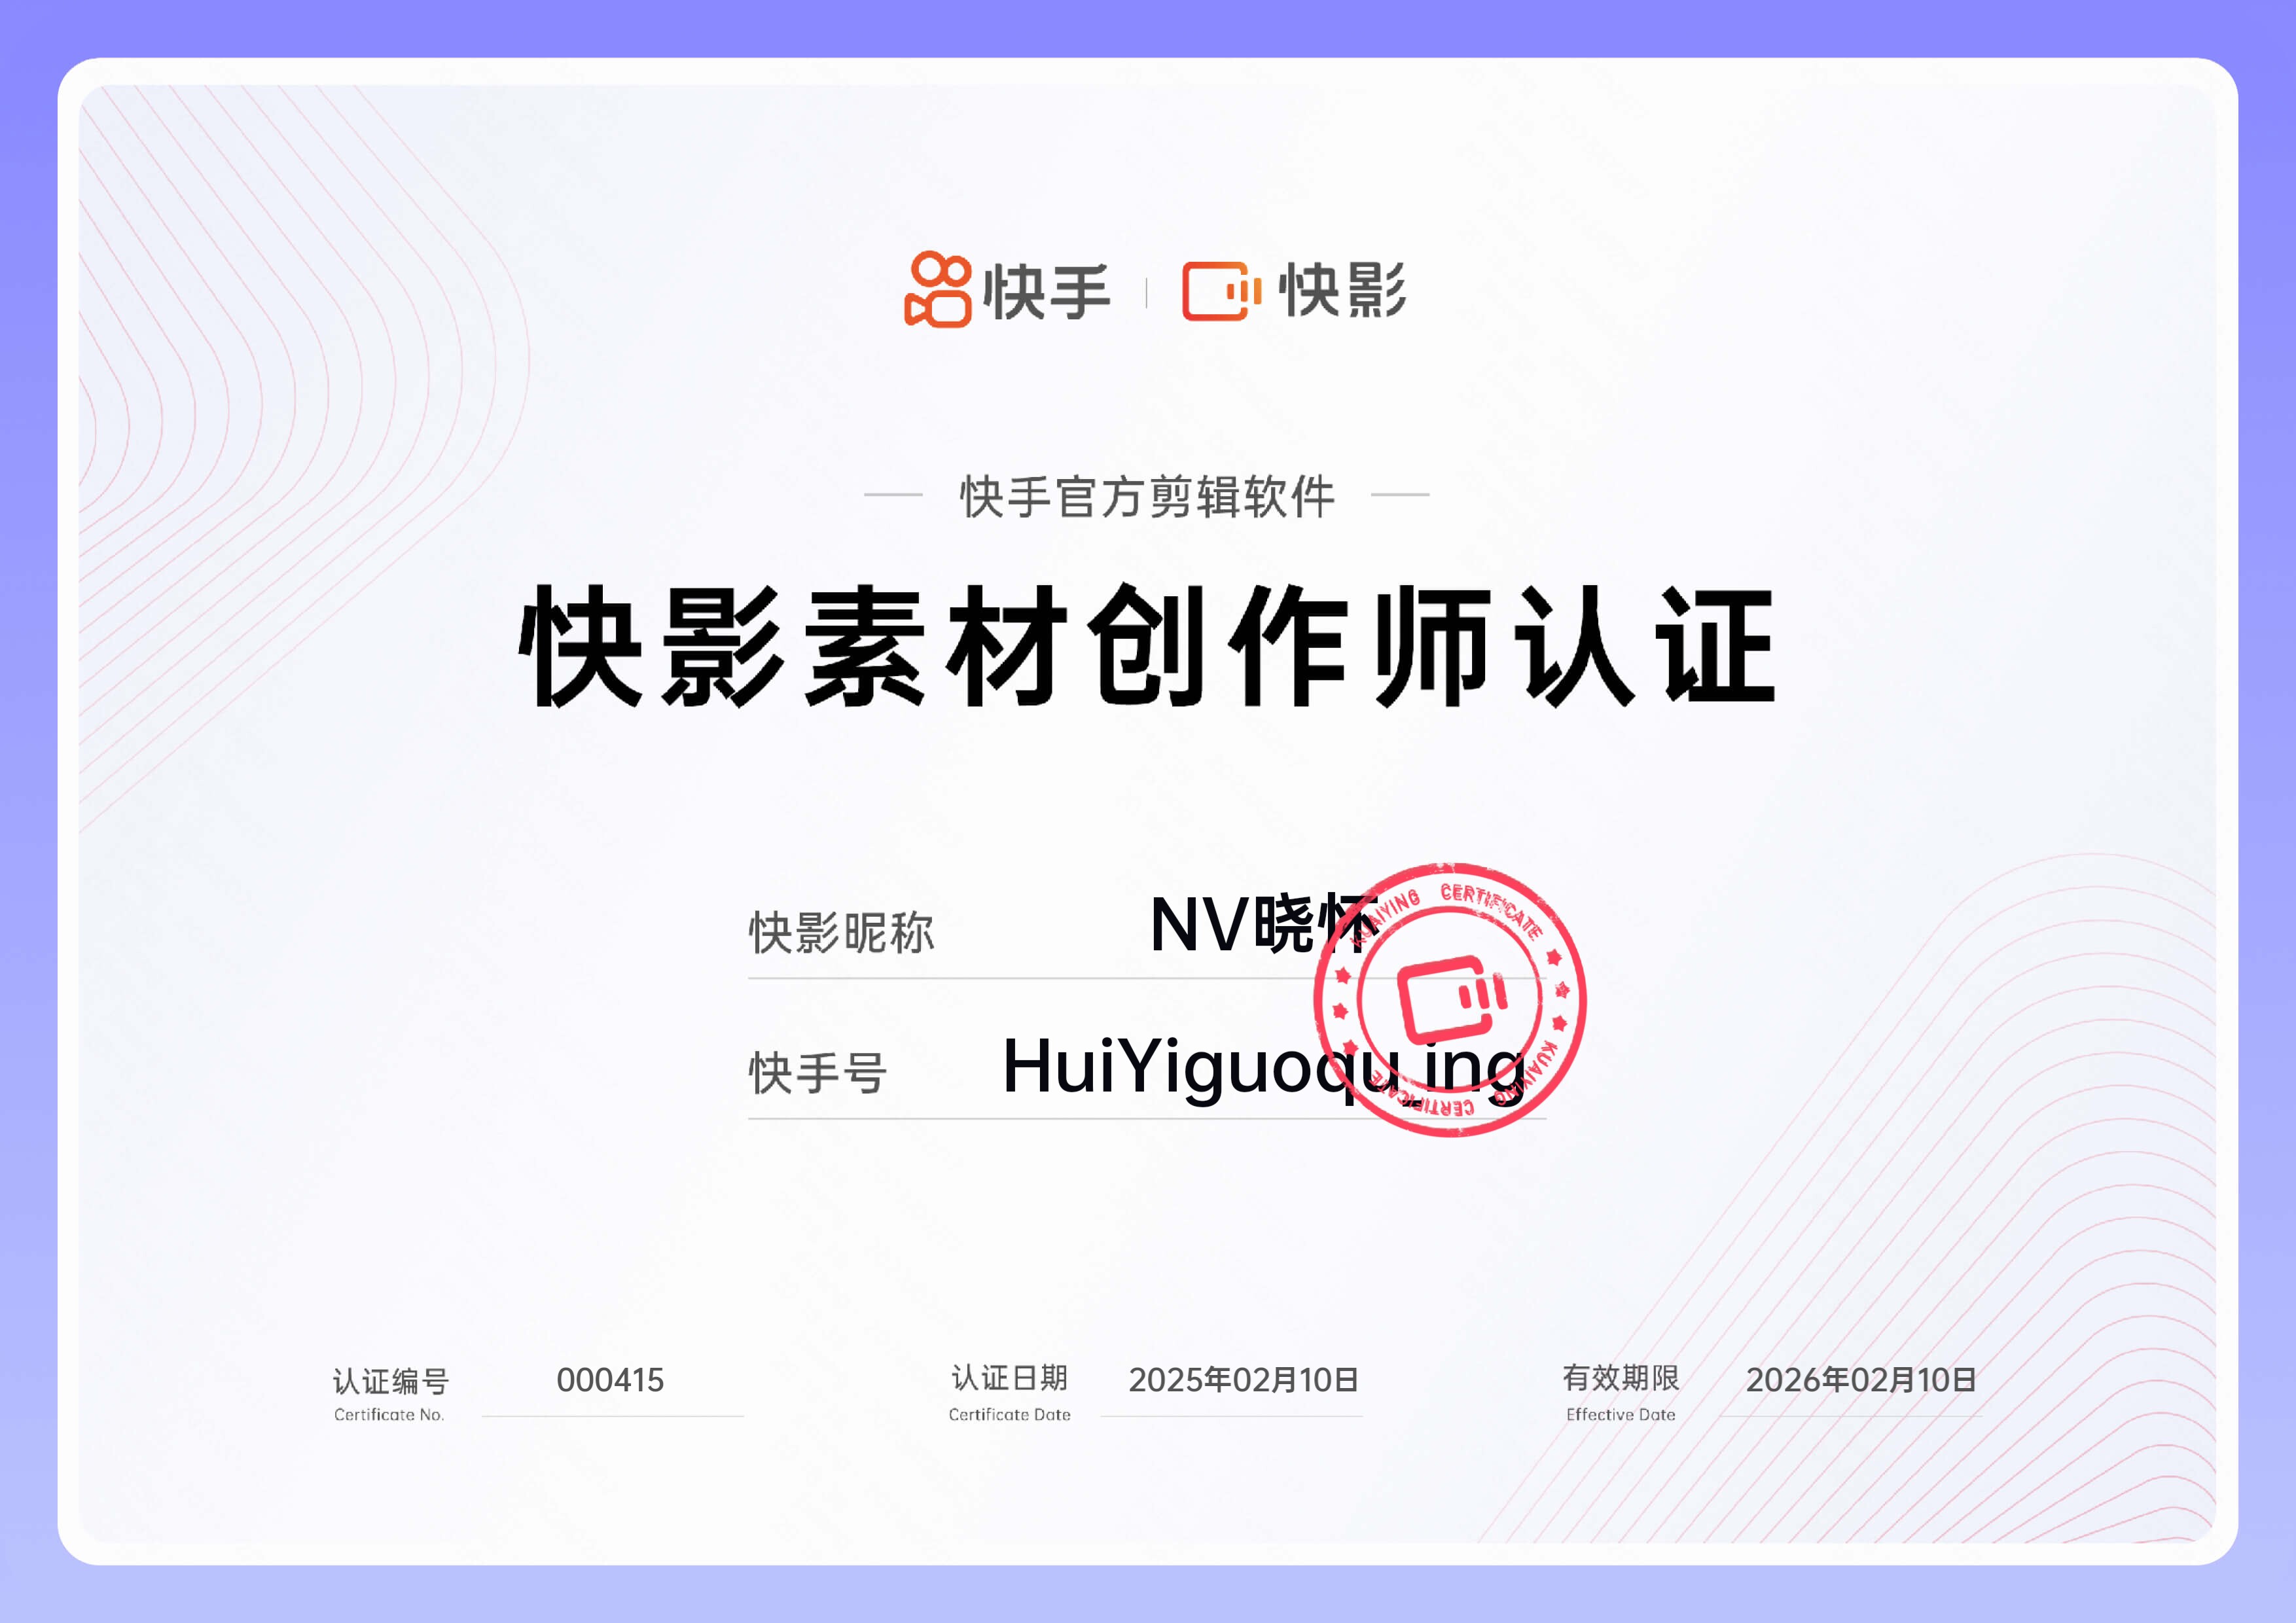 快手 快影
快手官方剪辑软件
快影素材创作师认证
快影昵称 NV晓怀
快手号 HuiYiguoqu_ing
KUAIYING CERTIFICATE
KUAIYING CERTIFICATE
认证编号 000415
Certificate No.
认证日期 2025年02月10日
Certificate Date
有效期限 2026年02月10日
Effective Date